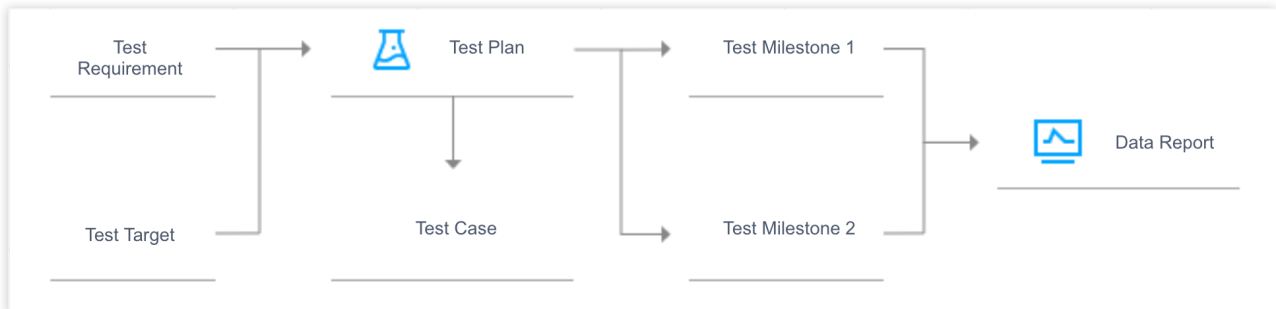 Test
Requirement
Test Plan
Test Milestone 1
Data Report
Test Target
Test Case
Test Milestone 2